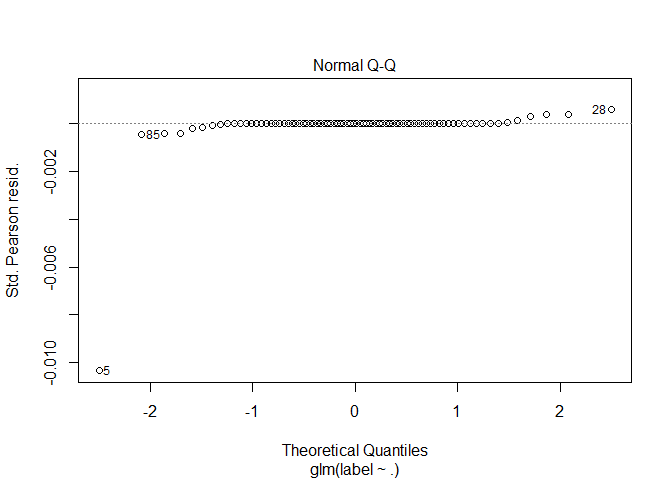 Normal Q-Q
Std. Pearson resid.
-0.002
-0.006
-0.010
28
85
5
-2
-1
0
1
2
Theoretical Quantiles
glm(label ~ .)